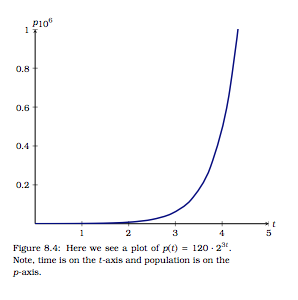 p10⁶
1
0.8
0.6
0.4
0.2
1 2 3 4 5 t
Figure 8.4: Here we see a plot of p(t) = 120 · 2³ᵗ.
Note, time is on the t-axis and population is on the
p-axis.